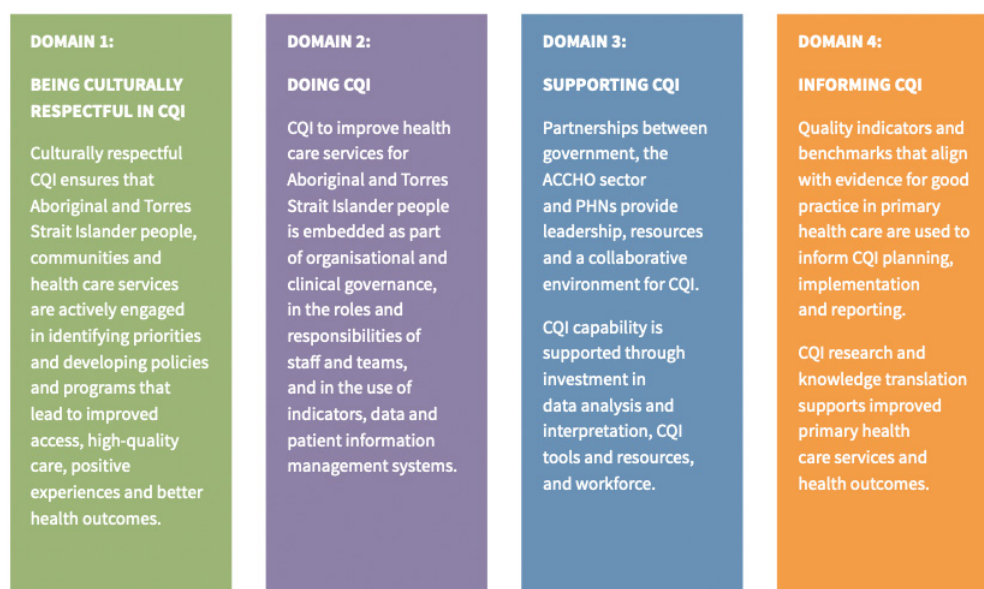 DOMAIN 1:
BEING CULTURALLY
RESPECTFUL IN CQI
Culturally respectful
CQI ensures that
Aboriginal and Torres
Strait Islander people,
communities and
health care services
are actively engaged
in identifying priorities
and developing policies
and programs that
lead to improved
access, high-quality
care, positive
experiences and better
health outcomes.
DOMAIN 2:
DOING CQI
CQI to improve health
care services for
Aboriginal and Torres
Strait Islander people
is embedded as part
of organisational and
clinical governance,
in the roles and
responsibilities of
staff and teams,
and in the use of
indicators, data and
patient information
management systems.
DOMAIN 3:
SUPPORTING CQI
Partnerships between
government, the
ACCHO sector
and PHNs provide
leadership, resources
and a collaborative
environment for CQI.
CQI capability is
supported through
investment in
data analysis and
interpretation, CQI
tools and resources,
and workforce.
DOMAIN 4:
INFORMING CQI
Quality indicators and
benchmarks that align
with evidence for good
practice in primary
health care are used to
inform CQI planning,
implementation
and reporting.
CQI research and
knowledge translation
supports improved
primary health
care services and
health outcomes.